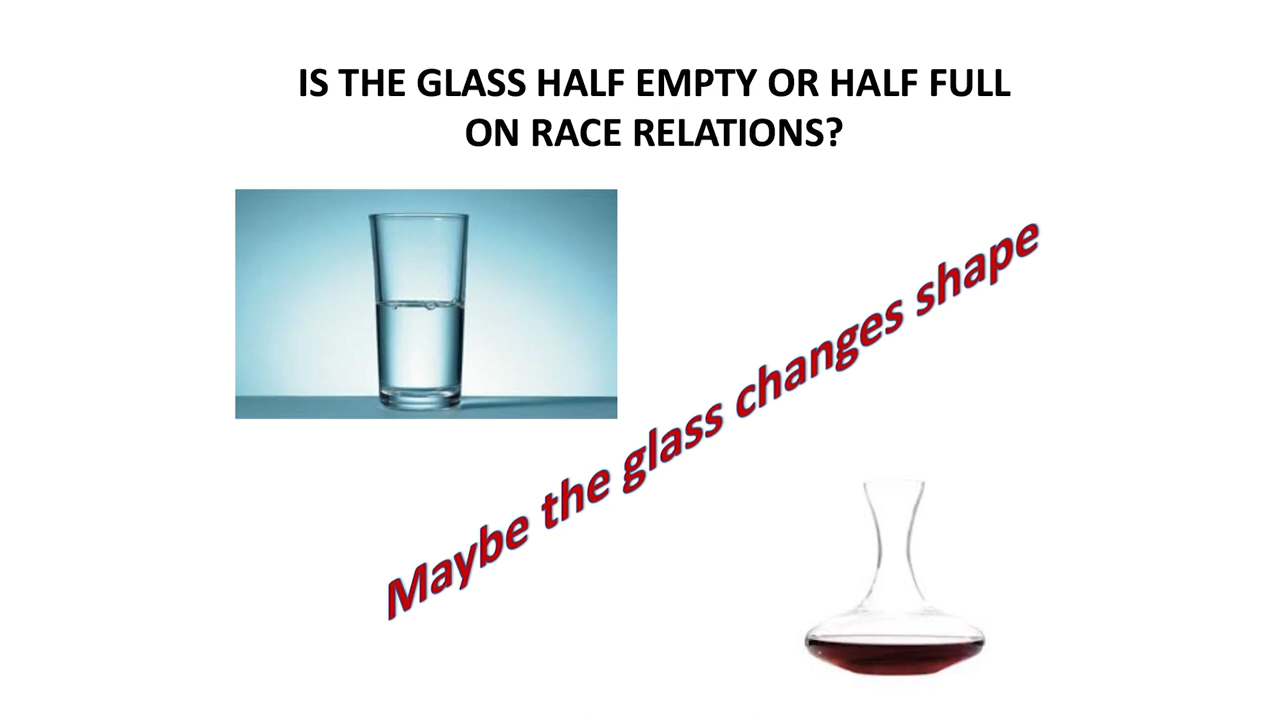 IS THE GLASS HALF EMPTY OR HALF FULL
ON RACE RELATIONS?
Maybe the glass changes shape